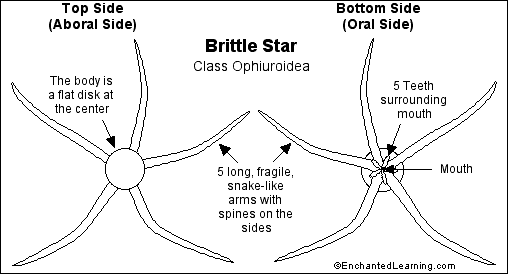 Top Side
(Aboral Side)
Bottom Side
(Oral Side)
Brittle Star
Class Ophiuroidea
The body is
a flat disk at
the center
5 Teeth
surrounding
mouth
5 long, fragile,
snake-like
arms with
spines on the
sides
Mouth
©EnchantedLearning.com